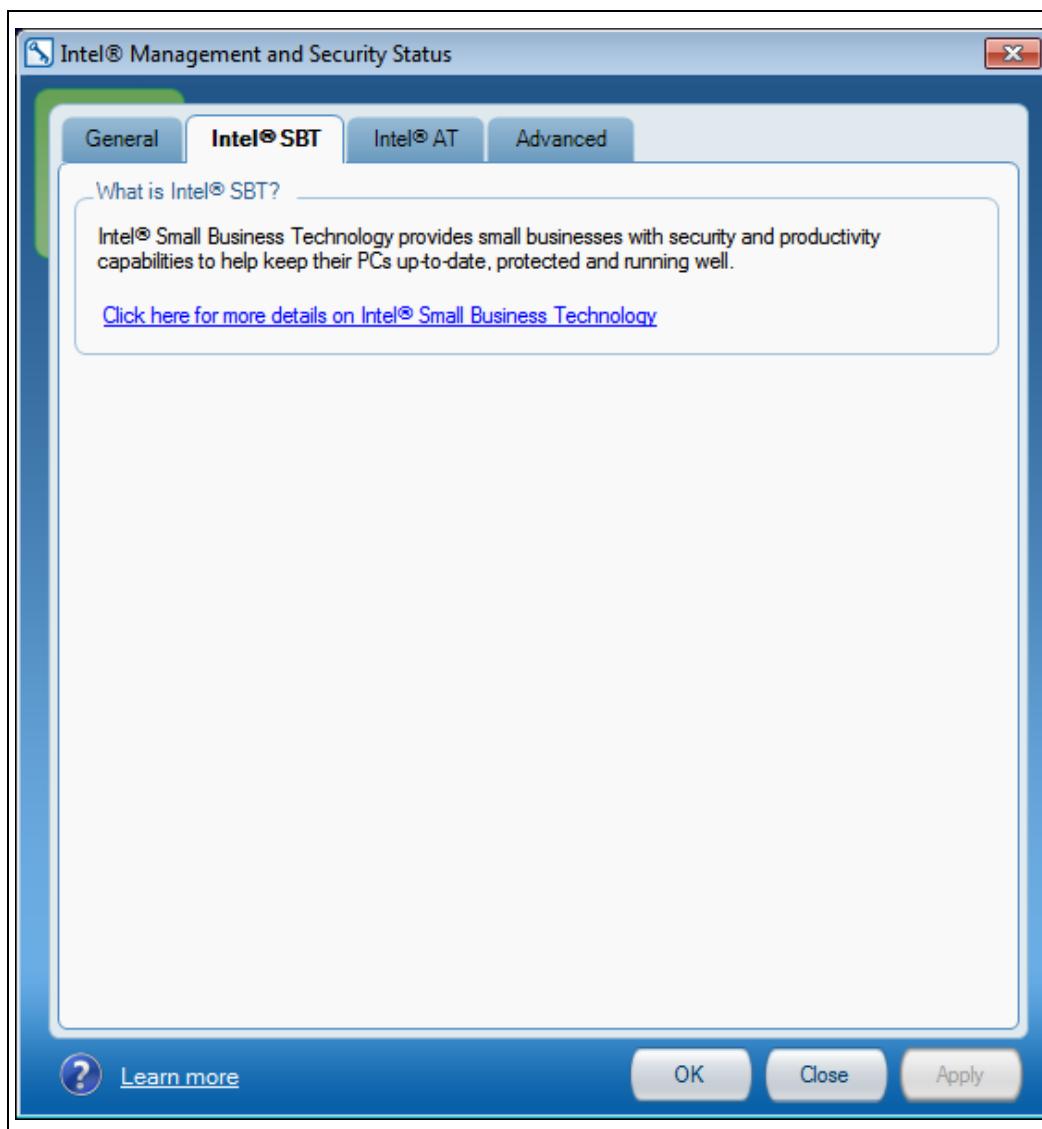 Intel® Management and Security Status
General
Intel® SBT
Intel® AT
Advanced
What is Intel® SBT?
Intel® Small Business Technology provides small businesses with security and productivity
capabilities to help keep their PCs up-to-date, protected and running well.
Click here for more details on Intel® Small Business Technology
Learn more
OK
Close
Apply